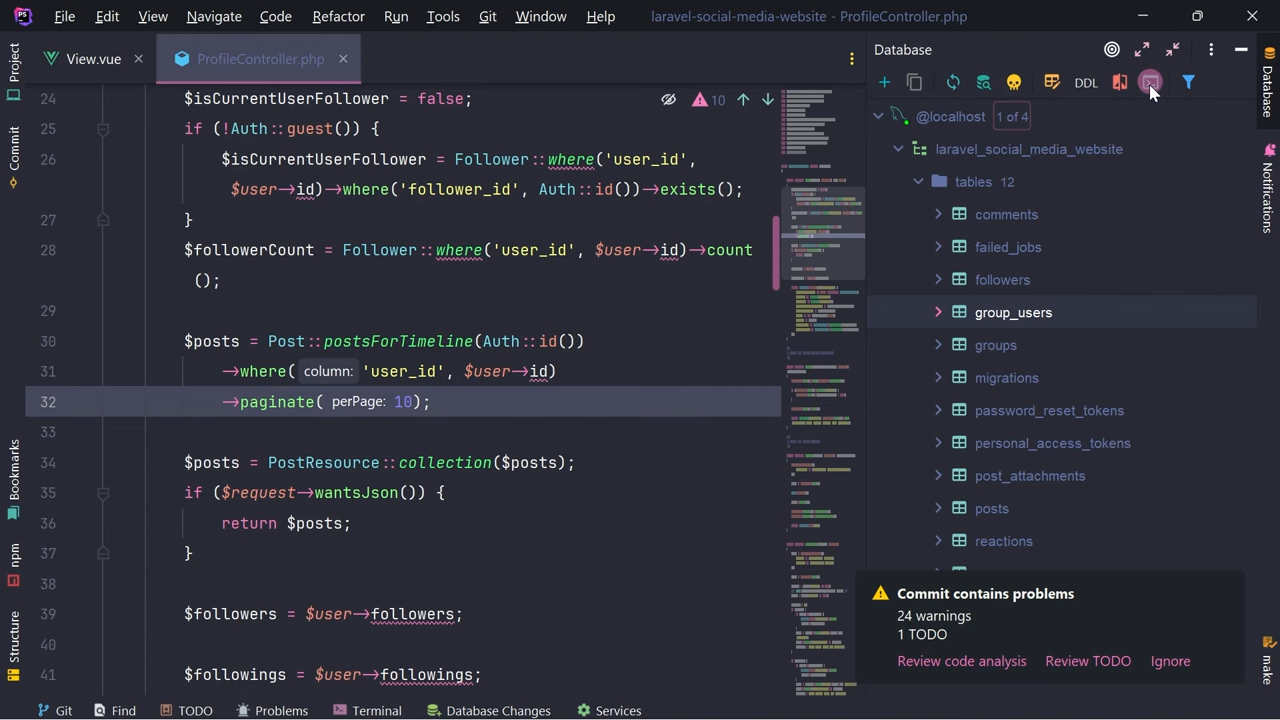 PS File Edit View Navigate Code Refactor Run Tools Git Window Help laravel-social-media-website - ProfileController.php
Project
Commit
Bookmarks
npm
Structure
View.vue
ProfileController.php
10
24 $isCurrentUserFollower = false;
25 if (!Auth::guest()) {
26 $isCurrentUserFollower = Follower::where('user_id',
$user→id)→where('follower_id', Auth::id())→exists();
27 }
28 $followerCount = Follower::where('user_id', $user→id)→count
();
29
30 $posts = Post::postsForTimeline(Auth::id())
31 →where( column: 'user_id', $user→id)
32 →paginate( perPage: 10);
33
34 $posts = PostResource::collection($posts);
35 if ($request→wantsJson()) {
36 return $posts;
37 }
38
39 $followers = $user→followers;
40
41 $followings = $user→followings;
Database
DDL
@localhost 1 of 4
laravel_social_media_website
tables 12
comments
failed_jobs
followers
group_users
groups
migrations
password_reset_tokens
personal_access_tokens
post_attachments
posts
reactions
Commit contains problems
24 warnings
1 TODO
Review code analysis Review TODO Ignore
Database
Notifications
Git Find TODO Problems Terminal Database Changes Services